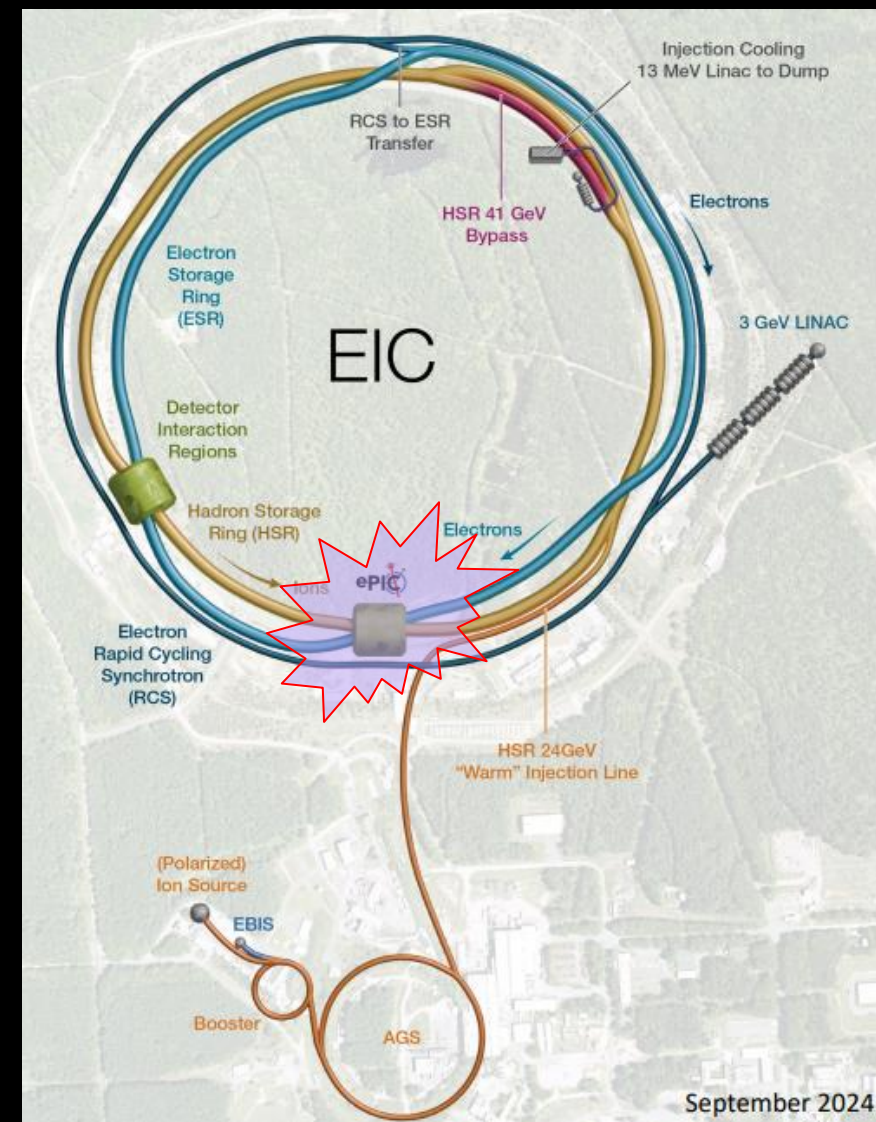 Injection Cooling
13 MeV Linac to Dump
RCS to ESR
Transfer
HSR 41 GeV
Bypass
Electrons
Electron
Storage
Ring
(ESR)
3 GeV LINAC
EIC
Detector
Interaction
Regions
Hadron Storage
Ring (HSR)
Electrons
Ions
ePIC
Electron
Rapid Cycling
Synchrotron
(RCS)
HSR 24GeV
“Warm” Injection Line
(Polarized)
Ion Source
EBIS
Booster
AGS
September 2024